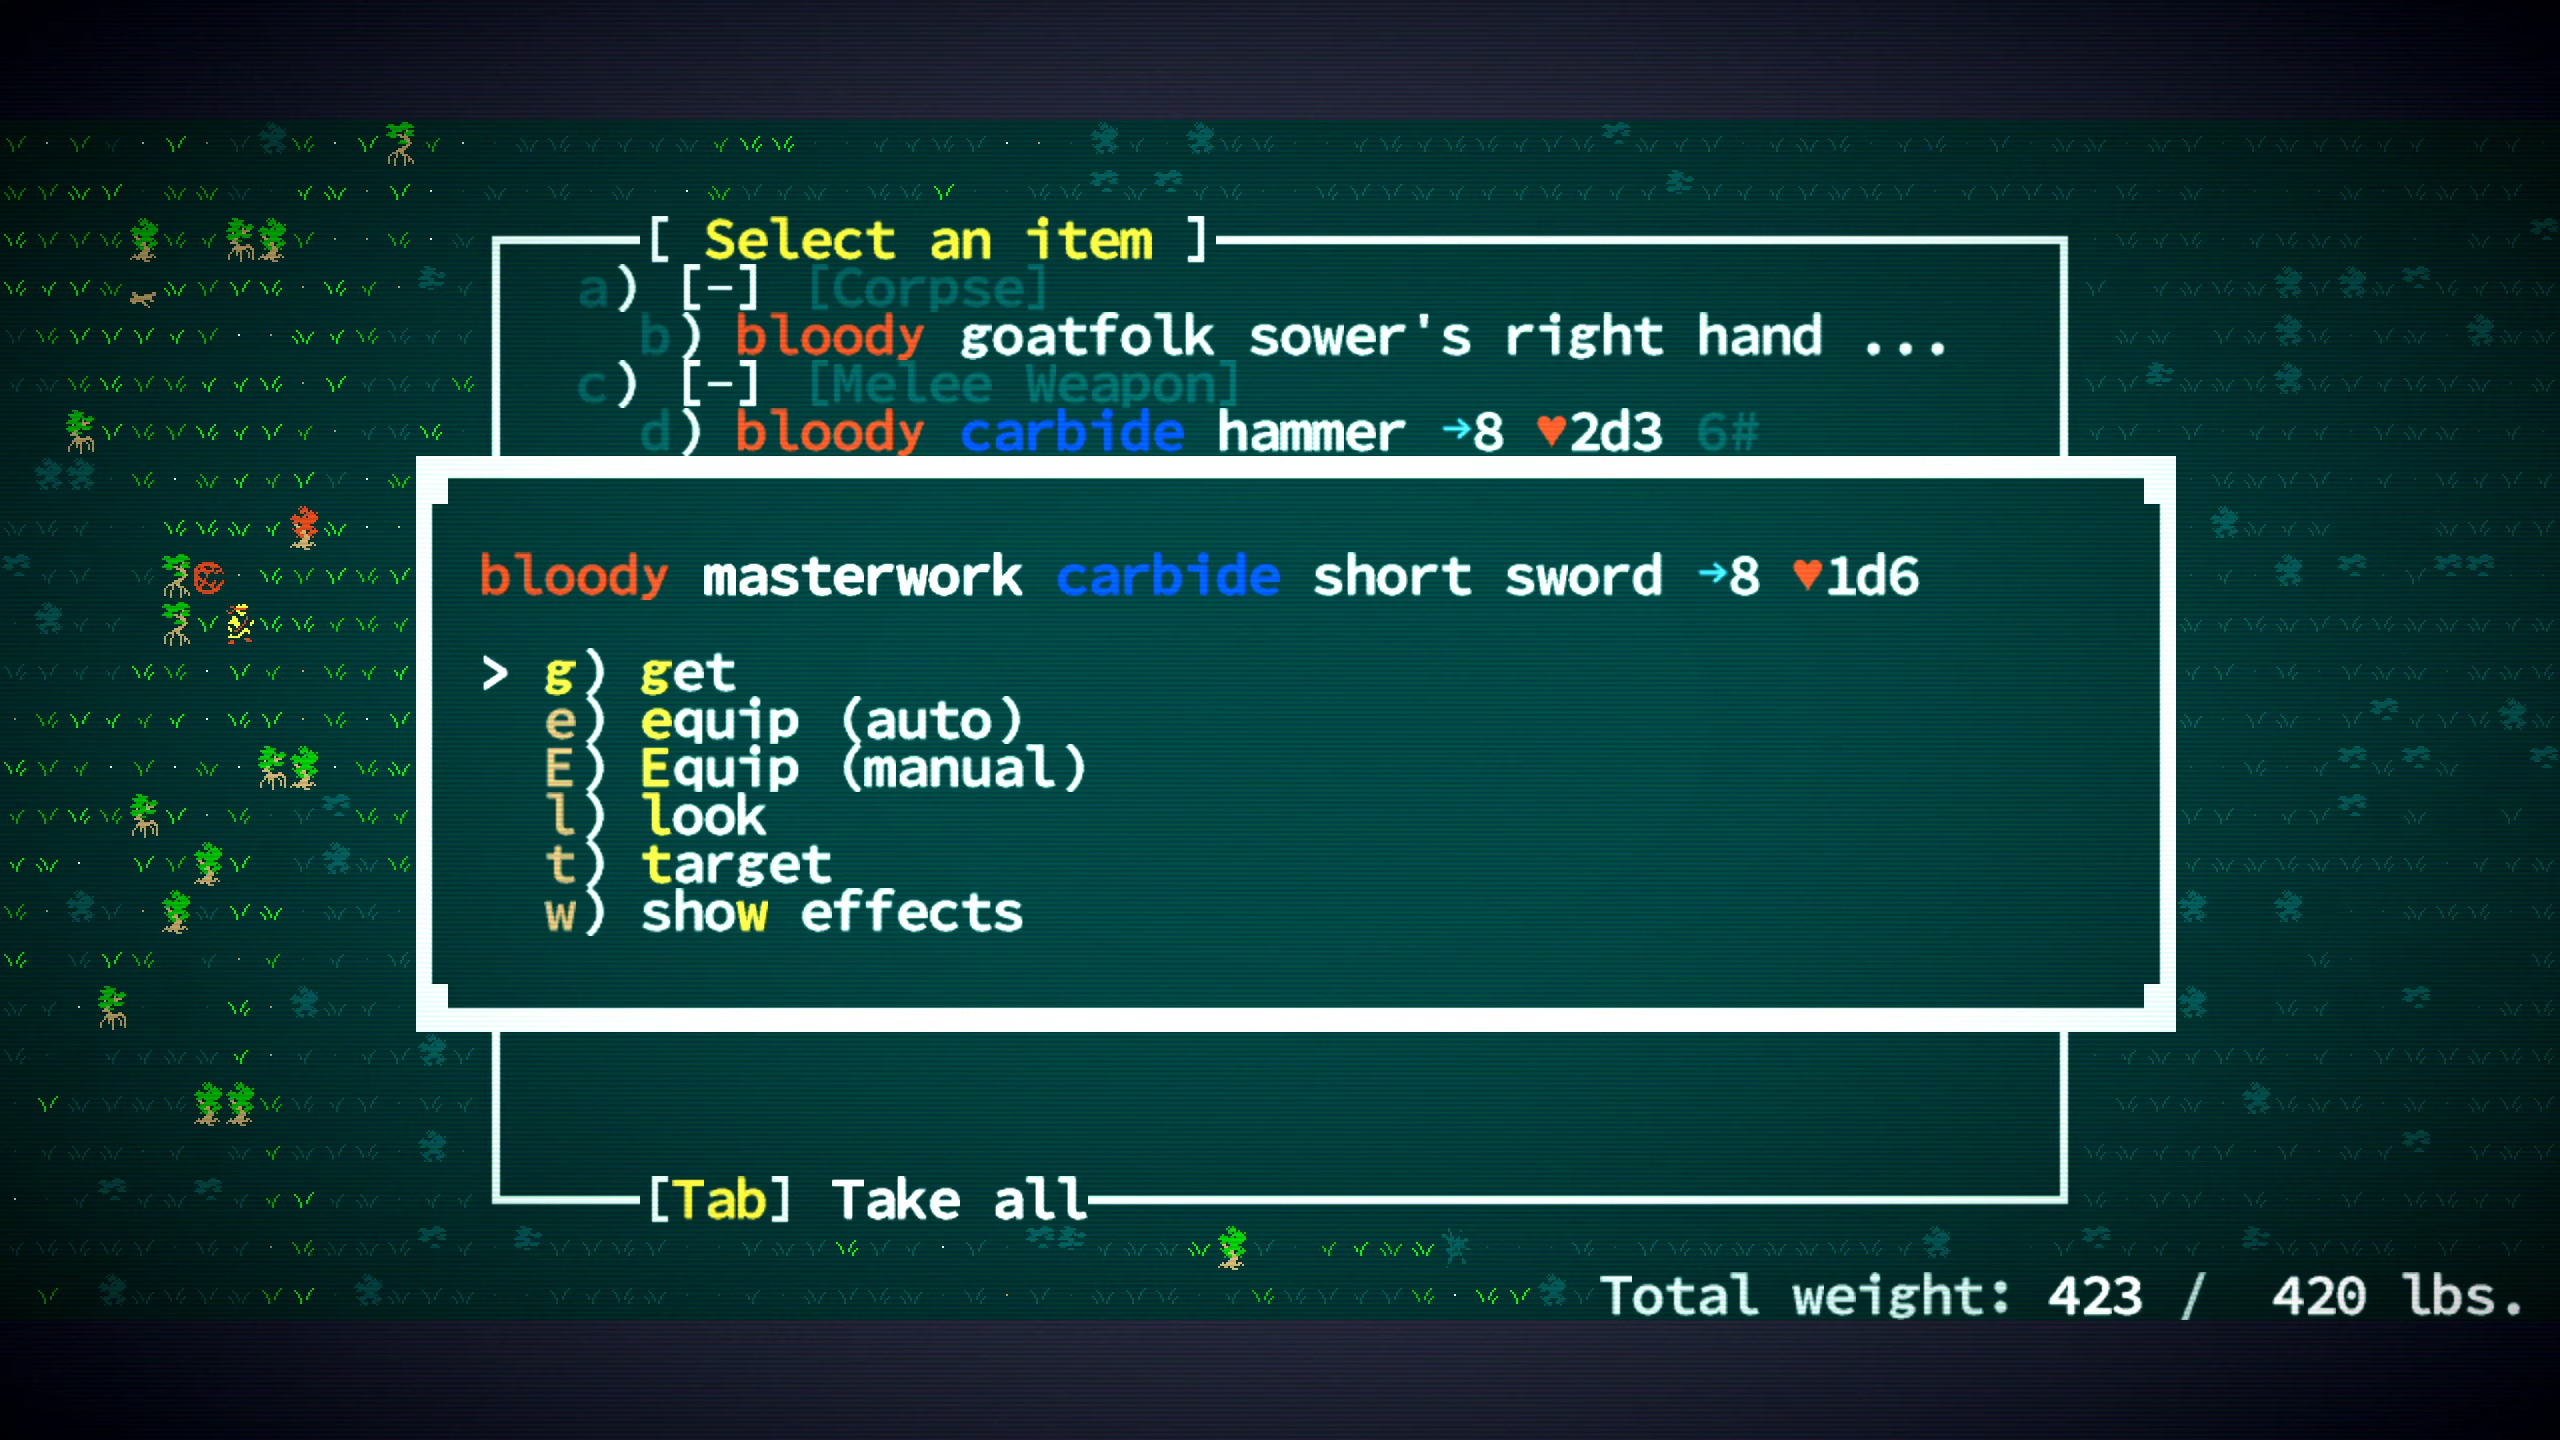 [ Select an item ]
a) [-] [Corpse]
b) bloody goatfolk sower's right hand ...
c) [-] [Melee Weapon]
d) bloody carbide hammer →8 ♥2d3 6#
bloody masterwork carbide short sword →8 ♥1d6
> g) get
e) equip (auto)
E) Equip (manual)
l) look
t) target
w) show effects
[Tab] Take all
Total weight: 423 / 420 lbs.